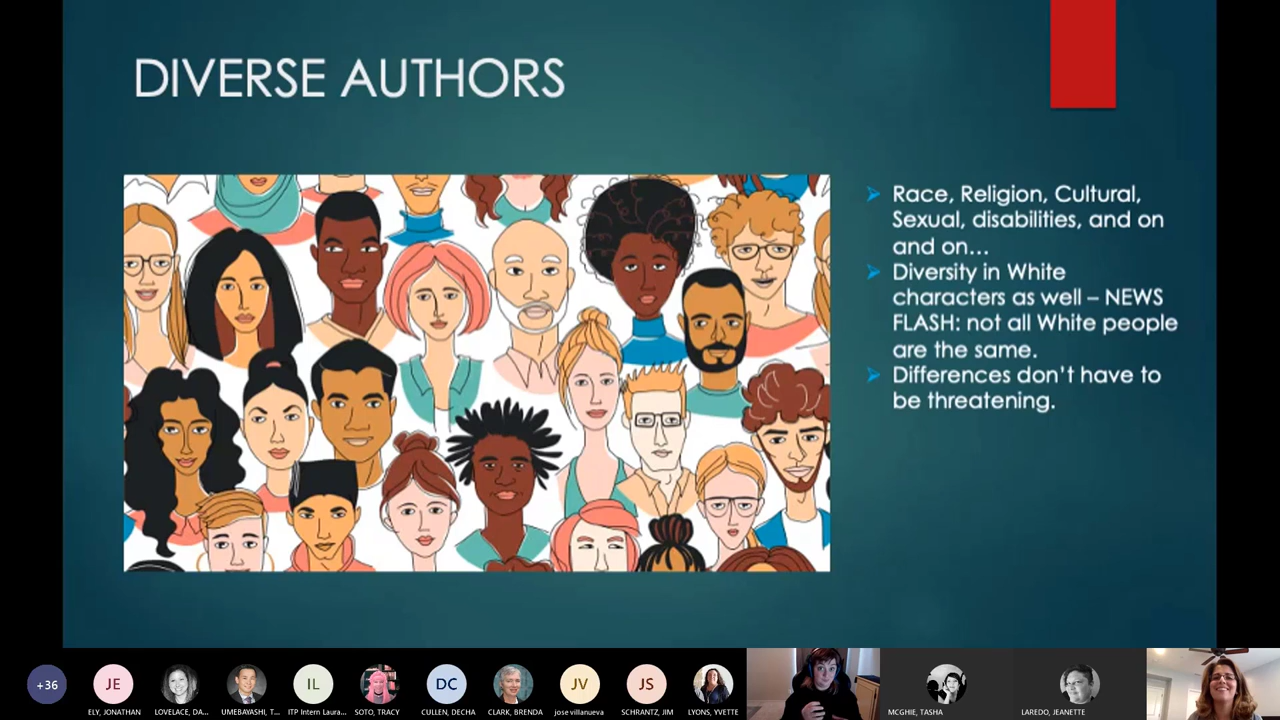 DIVERSE AUTHORS
Race, Religion, Cultural,
Sexual, disabilities, and on
and on...
Diversity in White
characters as well – NEWS
FLASH: not all White people
are the same.
Differences don't have to
be threatening.
+36
JE
IL
DC
JV
JS
ELY, JONATHAN
LOVELACE, DA...
UMEBAYASHI, T...
ITP Intern Laura...
SOTO, TRACY
CULLEN, DECHA
CLARK, BRENDA
jose villanueva
SCHRANTZ, JIM
LYONS, YVETTE
MCGHIE, TASHA
LAREDO, JEANETTE